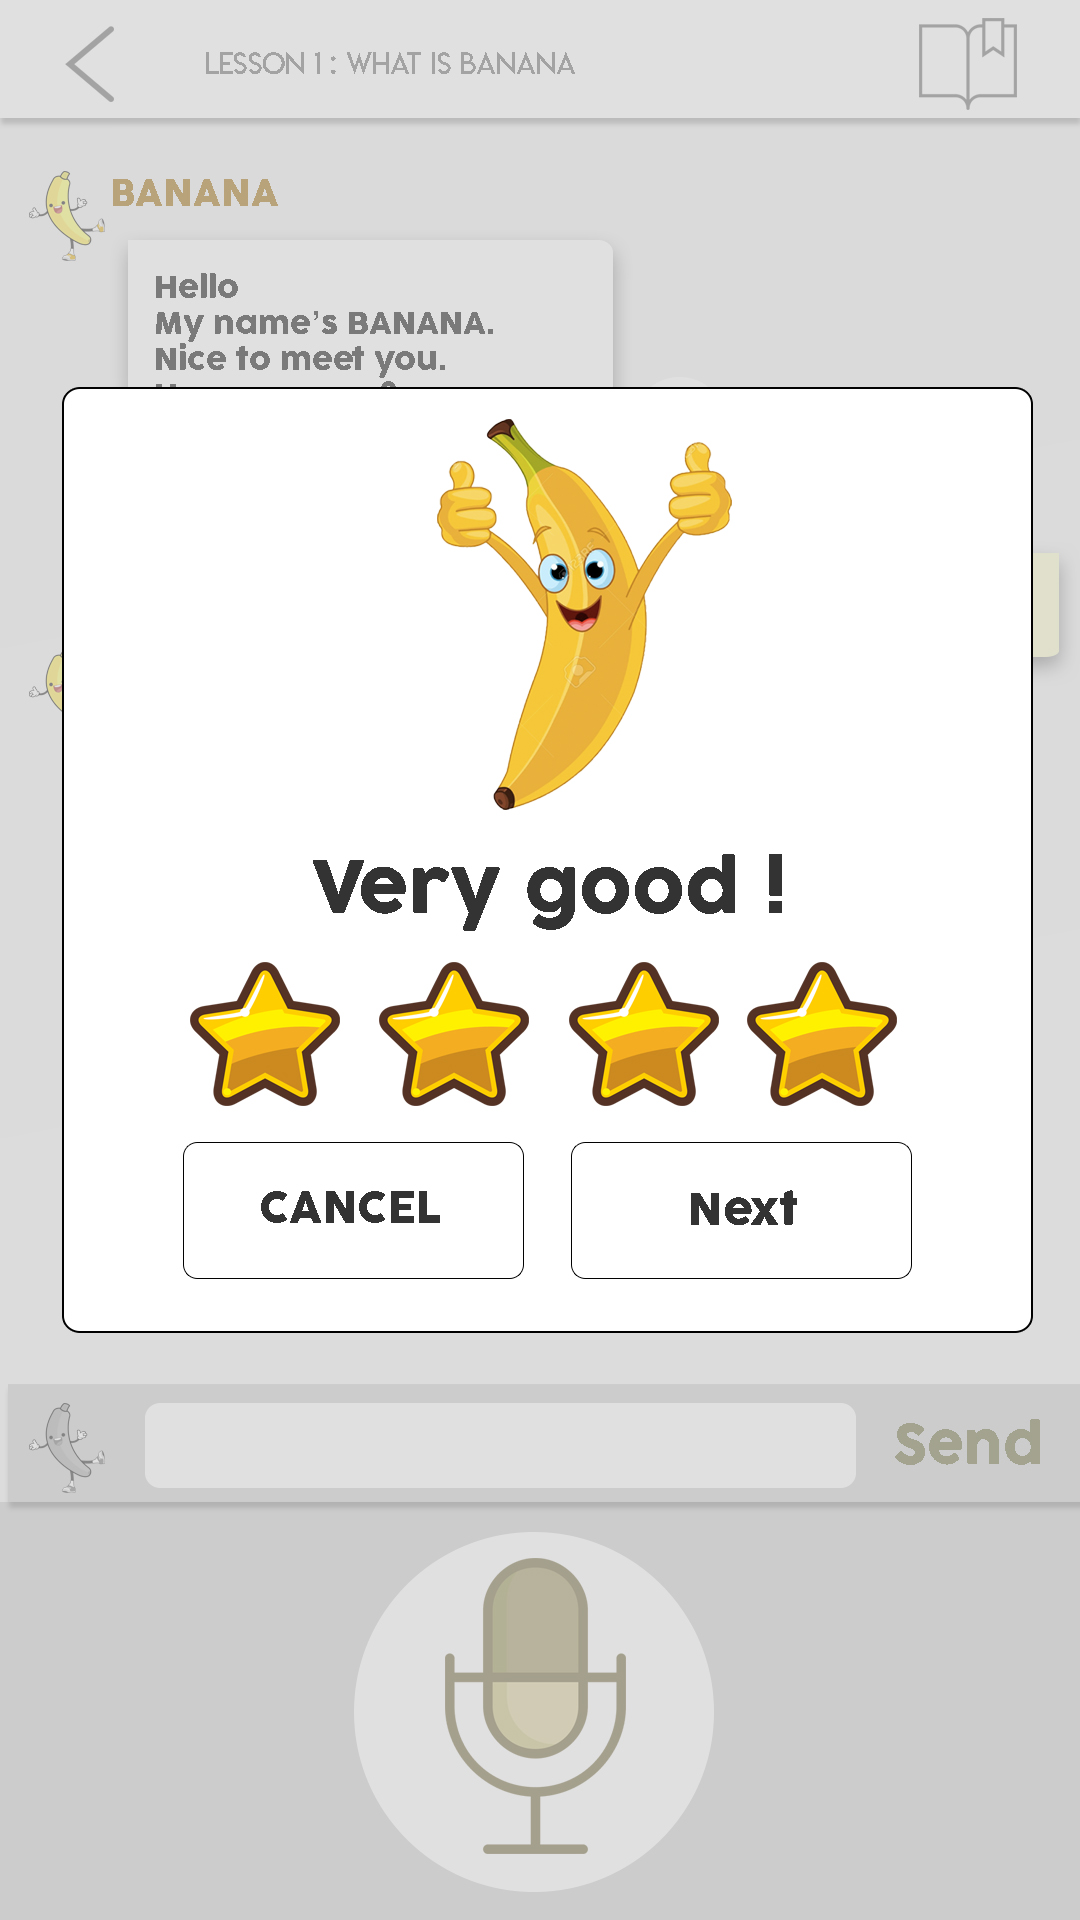 LESSON 1 : WHAT IS BANANA
BANANA
Hello
My name's BANANA.
Nice to meet you.
Very good !
CANCEL
Next
Send